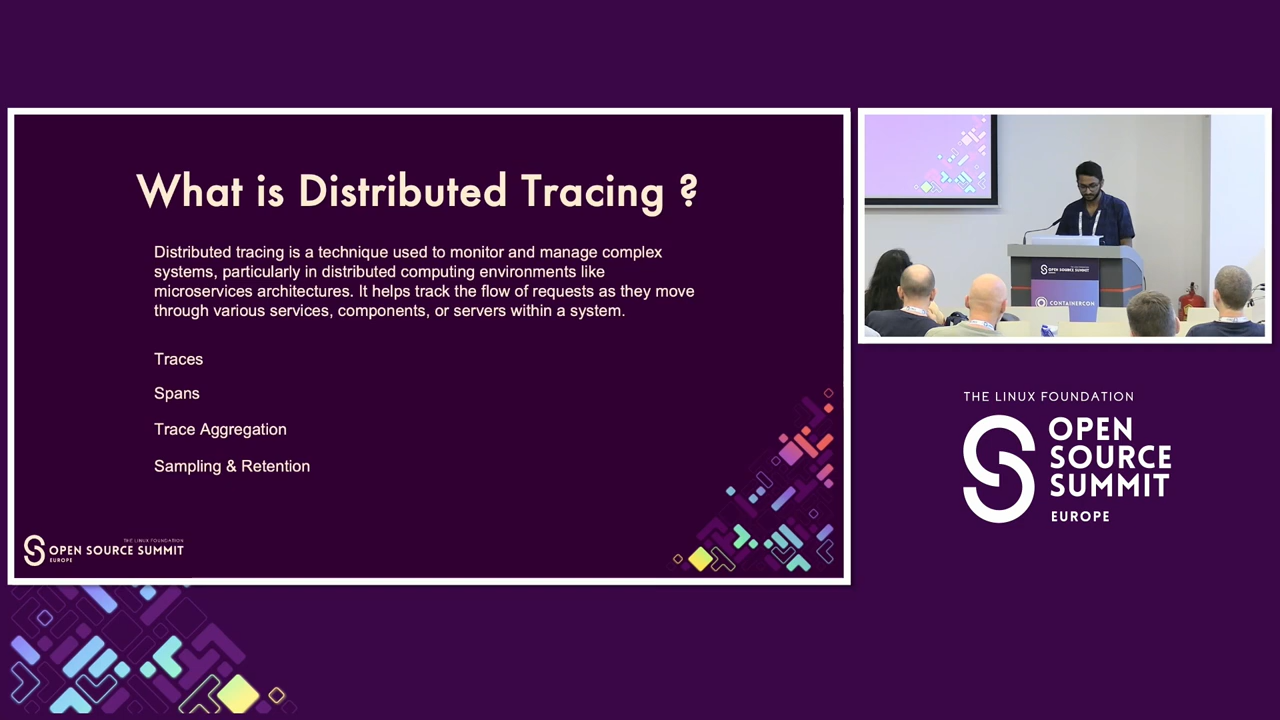 What is Distributed Tracing ?
Distributed tracing is a technique used to monitor and manage complex
systems, particularly in distributed computing environments like
microservices architectures. It helps track the flow of requests as they move
through various services, components, or servers within a system.
Traces
Spans
Trace Aggregation
Sampling & Retention
THE LINUX FOUNDATION
OPEN SOURCE SUMMIT
EUROPE
OPEN SOURCE SUMMIT
CONTAINERCON
THE LINUX FOUNDATION
OPEN
SOURCE
SUMMIT
EUROPE